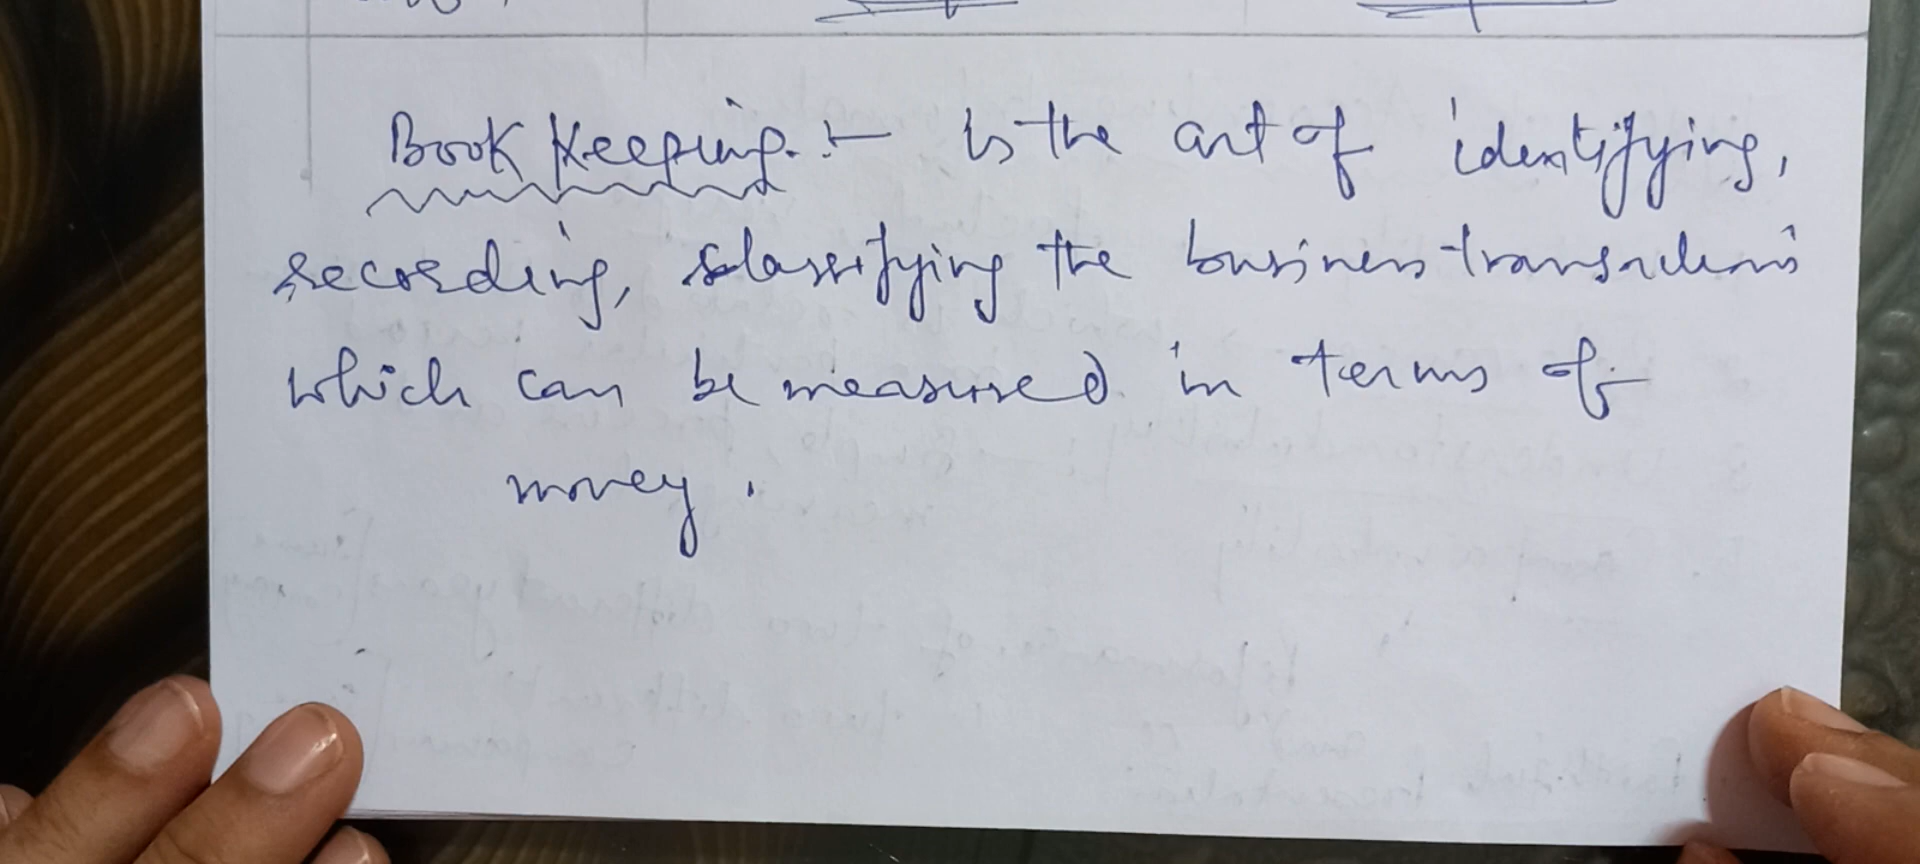 Book Keeping :- Is the art of identifying,
recording, classifying the business transactions
which can be measured in terms of
money.